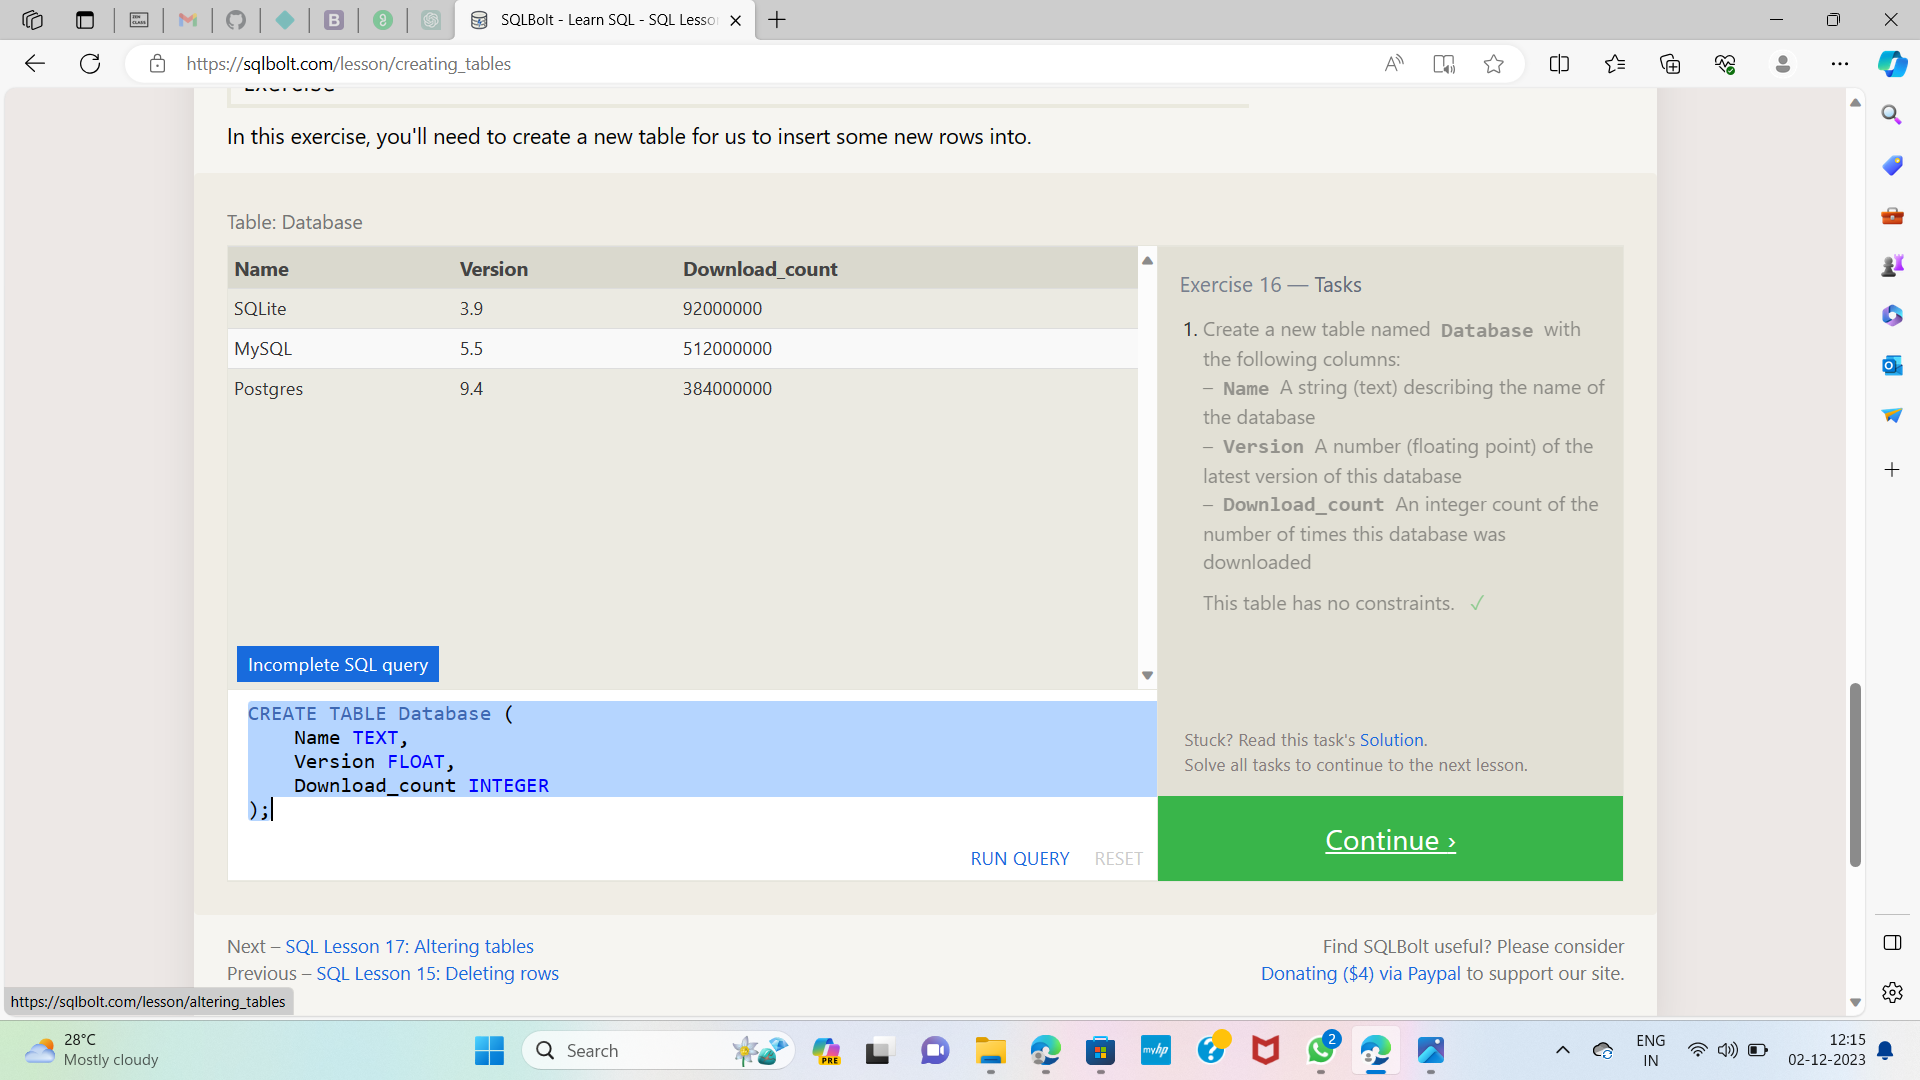 SQLBolt - Learn SQL - SQL Lesso
https://sqlbolt.com/lesson/creating_tables
In this exercise, you'll need to create a new table for us to insert some new rows into.
Table: Database
Name Version Download_count
SQLite 3.9 92000000
MySQL 5.5 512000000
Postgres 9.4 384000000
Incomplete SQL query
CREATE TABLE Database (
Name TEXT,
Version FLOAT,
Download_count INTEGER
);
RUN QUERY RESET
Exercise 16 — Tasks
1. Create a new table named Database with
the following columns:
– Name A string (text) describing the name of
the database
– Version A number (floating point) of the
latest version of this database
– Download_count An integer count of the
number of times this database was
downloaded
This table has no constraints. ✓
Stuck? Read this task's Solution.
Solve all tasks to continue to the next lesson.
Continue ›
Next – SQL Lesson 17: Altering tables
Previous – SQL Lesson 15: Deleting rows
Find SQLBolt useful? Please consider
Donating ($4) via Paypal to support our site.
https://sqlbolt.com/lesson/altering_tables
28°C
Mostly cloudy
Search
PRE
myhp
2
ENG
IN
12:15
02-12-2023